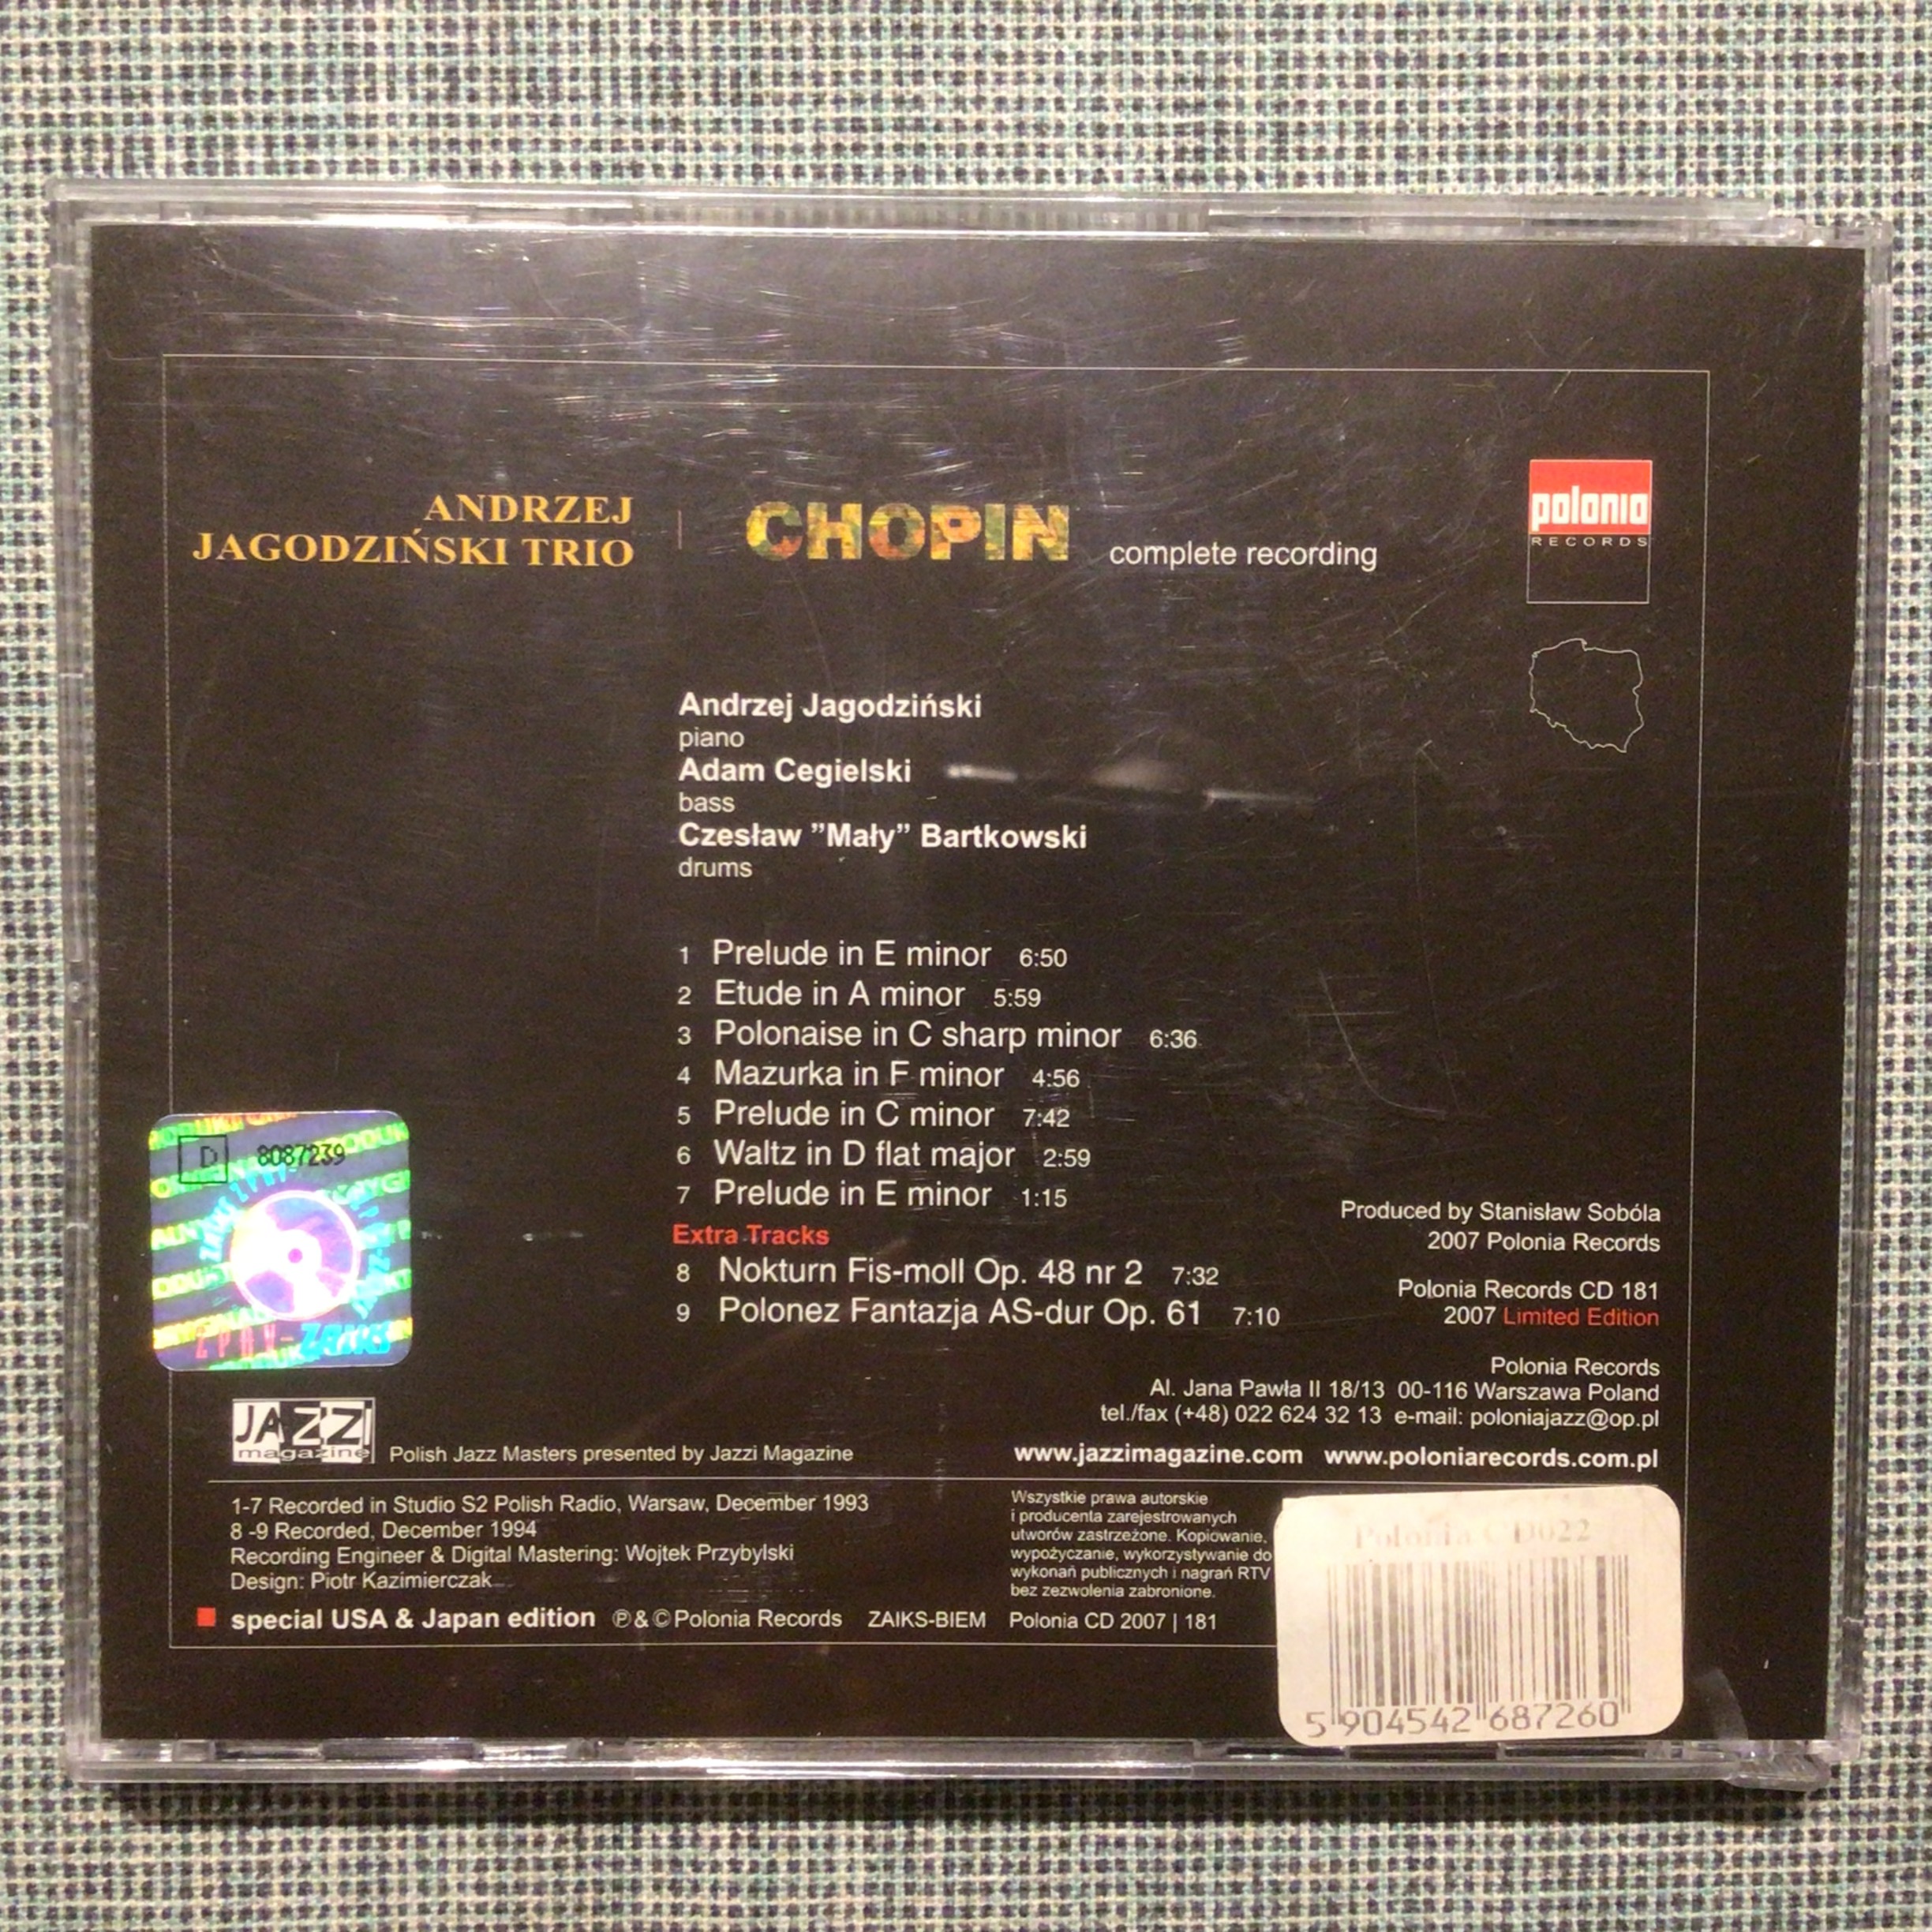 ANDRZEJ
JAGODZIŃSKI TRIO
CHOPIN complete recording
polonia
RECORDS
Andrzej Jagodziński
piano
Adam Cegielski
bass
Czesław ”Mały” Bartkowski
drums
1 Prelude in E minor 6:50
2 Etude in A minor 5:59
3 Polonaise in C sharp minor 6:36
4 Mazurka in F minor 4:56
5 Prelude in C minor 7:42
6 Waltz in D flat major 2:59
7 Prelude in E minor 1:15
Extra Tracks
8 Nokturn Fis-moll Op. 48 nr 2 7:32
9 Polonez Fantazja AS-dur Op. 61 7:10
D 8087239
ZPAV-ZAIKS
Produced by Stanisław Sobóla
2007 Polonia Records
Polonia Records CD 181
2007 Limited Edition
Polonia Records
Al. Jana Pawła II 18/13 00-116 Warszawa Poland
tel./fax (+48) 022 624 32 13 e-mail: poloniajazz@op.pl
www.jazzimagazine.com www.poloniarecords.com.pl
JAZZI
magazine
Polish Jazz Masters presented by Jazzi Magazine
1-7 Recorded in Studio S2 Polish Radio, Warsaw, December 1993
8 -9 Recorded, December 1994
Recording Engineer & Digital Mastering: Wojtek Przybylski
Design: Piotr Kazimierczak
special USA & Japan edition ℗&©Polonia Records ZAIKS-BIEM Polonia CD 2007 | 181
Wszystkie prawa autorskie
i producenta zarejestrowanych
utworów zastrzeżone. Kopiowanie,
wypożyczanie, wykorzystywanie do
wykonań publicznych i nagrań RTV
bez zezwolenia zabronione.
Polonia CD022
5 904542 687260